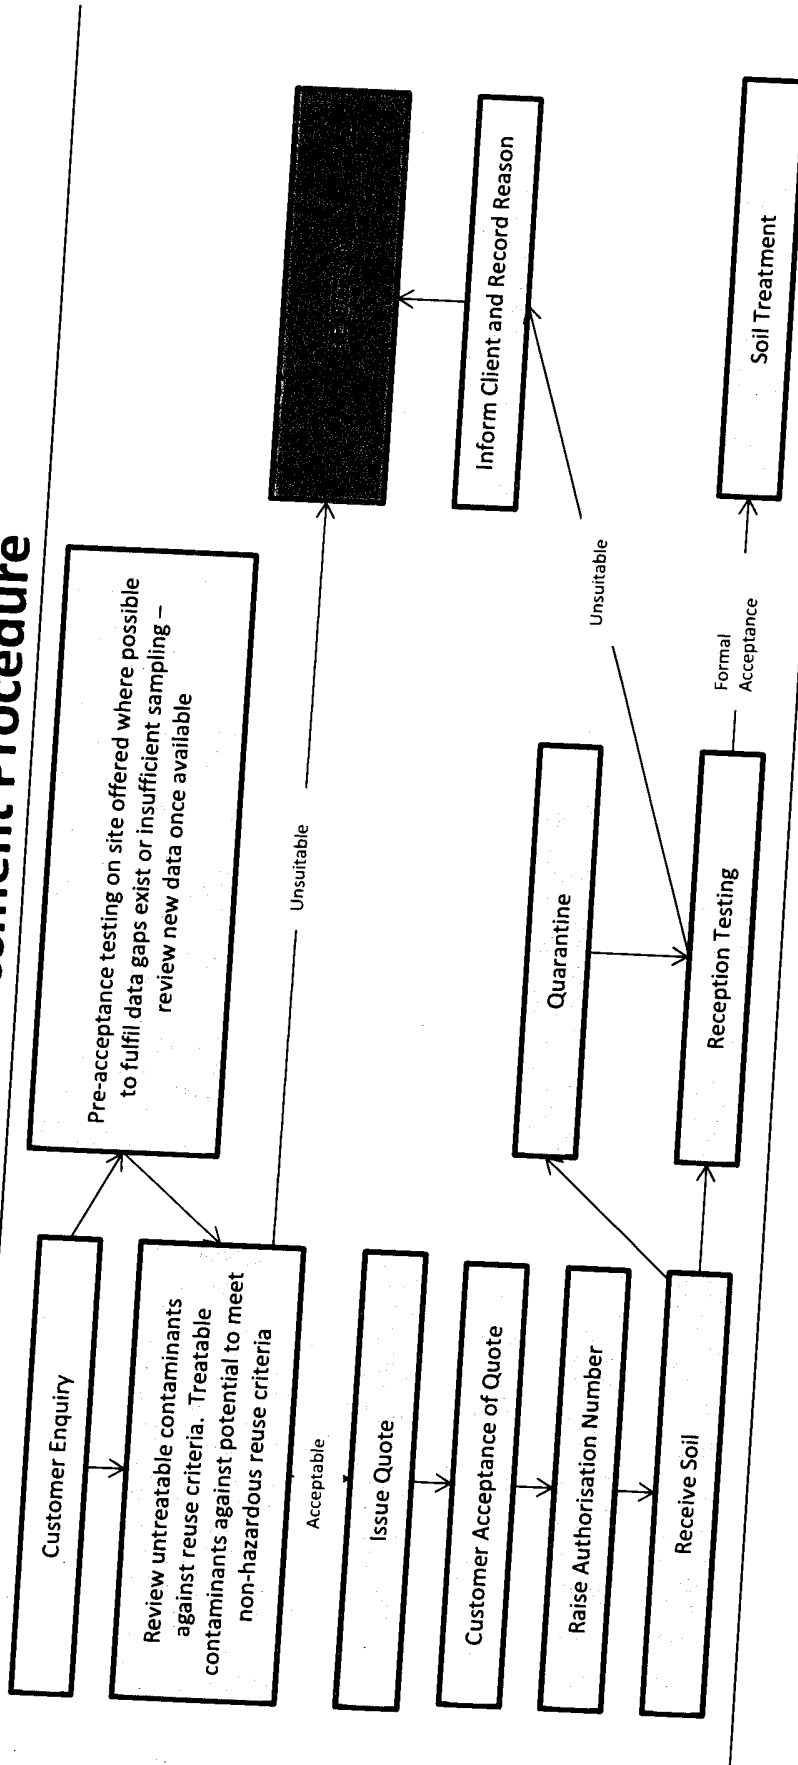 Procedure
Customer Enquiry
Pre-acceptance testing on site offered where possible
to fulfil data gaps exist or insufficient sampling –
review new data once available
Review untreatable contaminants
against reuse criteria. Treatable
contaminants against potential to meet
non-hazardous reuse criteria
Unsuitable
Acceptable
Issue Quote
Customer Acceptance of Quote
Raise Authorisation Number
Receive Soil
Quarantine
Reception Testing
Unsuitable
Inform Client and Record Reason
Formal
Acceptance
Soil Treatment